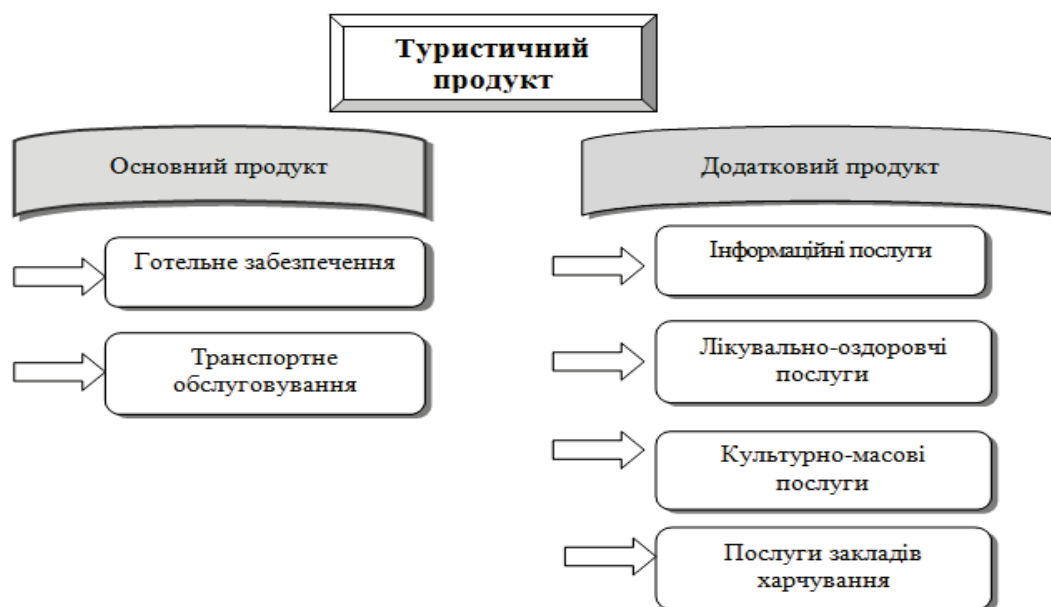 Туристичний
продукт
Основний продукт
Готельне забезпечення
Транспортне
обслуговування
Додатковий продукт
Інформаційні послуги
Лікувально-оздоровчі
послуги
Культурно-масові
послуги
Послуги закладів
харчування